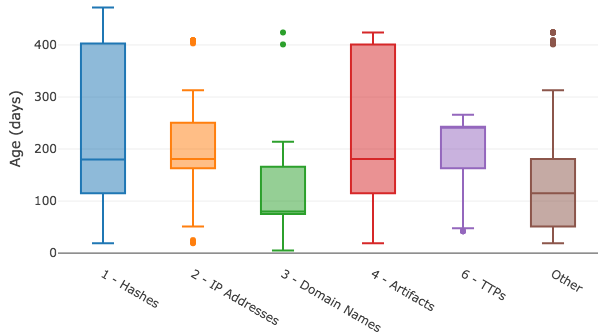 Age (days)
400
300
200
100
0
1 - Hashes
2 - IP Addresses
3 - Domain Names
4 - Artifacts
6 - TTPs
Other